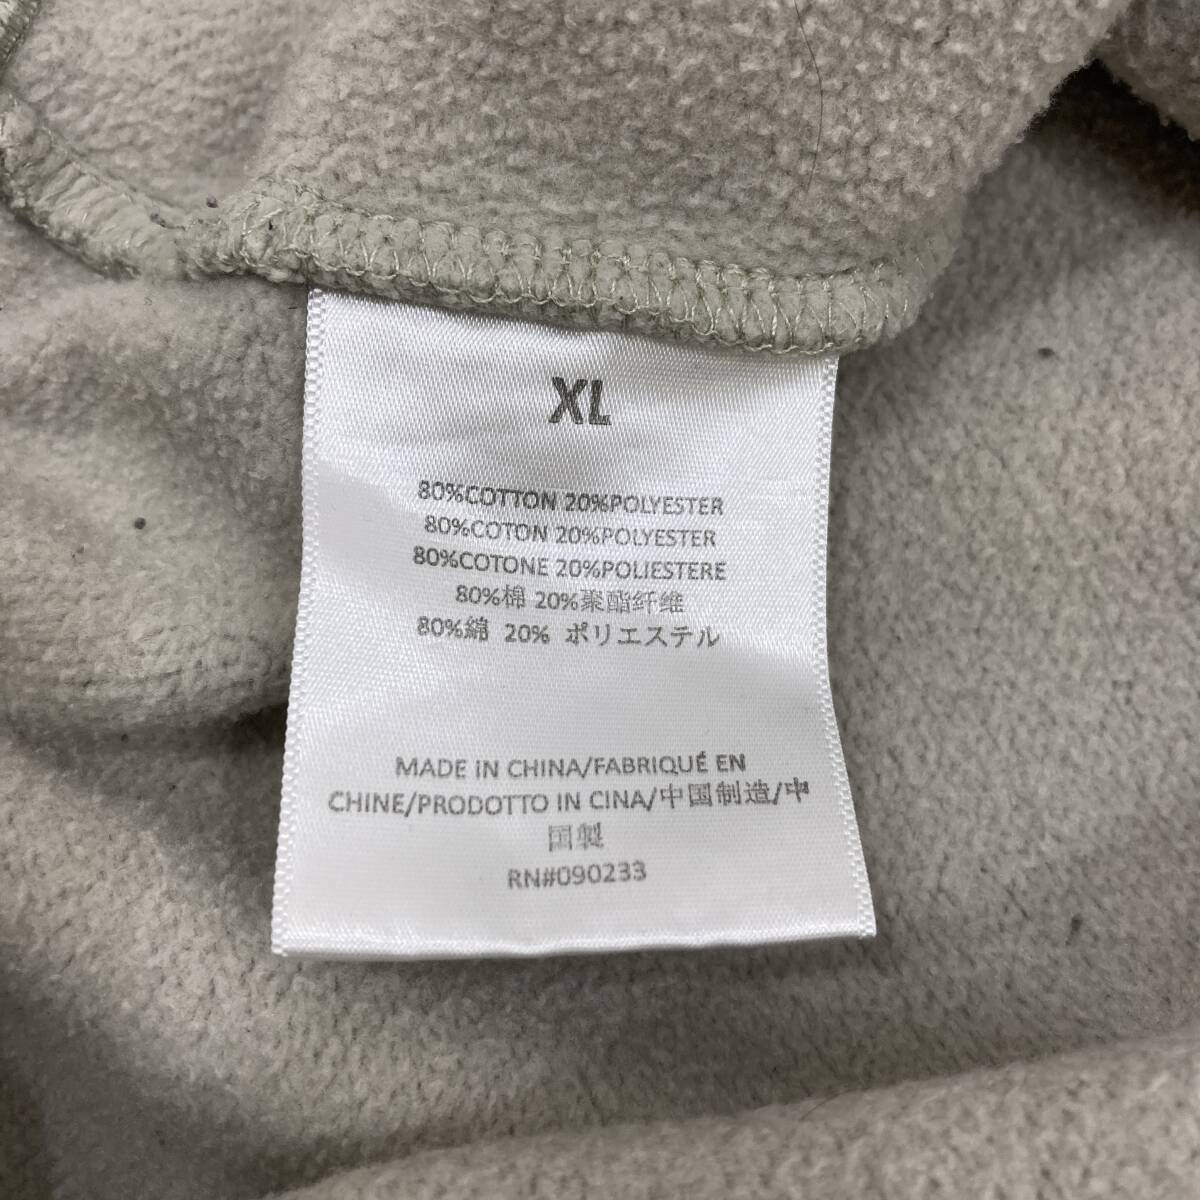 XL
80%COTTON 20%POLYESTER
80%COTON 20%POLYESTER
80%COTONE 20%POLIESTERE
80%棉 20%聚酯纤维
80%綿 20% ポリエステル
MADE IN CHINA/FABRIQUÉ EN
CHINE/PRODOTTO IN CINA/中国制造/中
国製
RN#090233